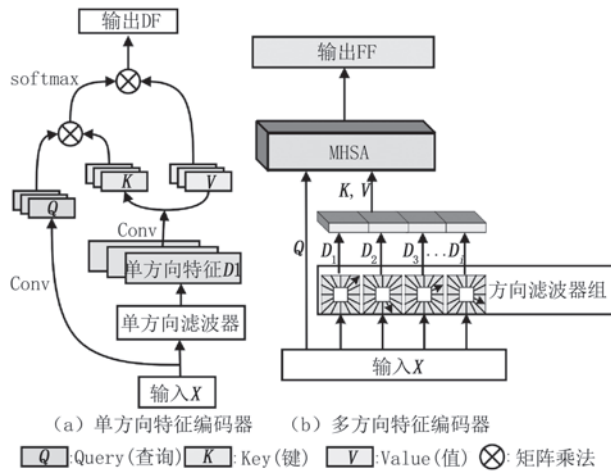 输出DF
softmax
K
V
Q
Conv
单方向特征D1
Conv
单方向滤波器
输入X
输出FF
MHSA
K, V
Q
D1 D2 D3 ...Di
方向滤波器组
输入X
(a) 单方向特征编码器 (b) 多方向特征编码器
Q:Query(查询) K:Key(键) V:Value(值) ⊗: 矩阵乘法